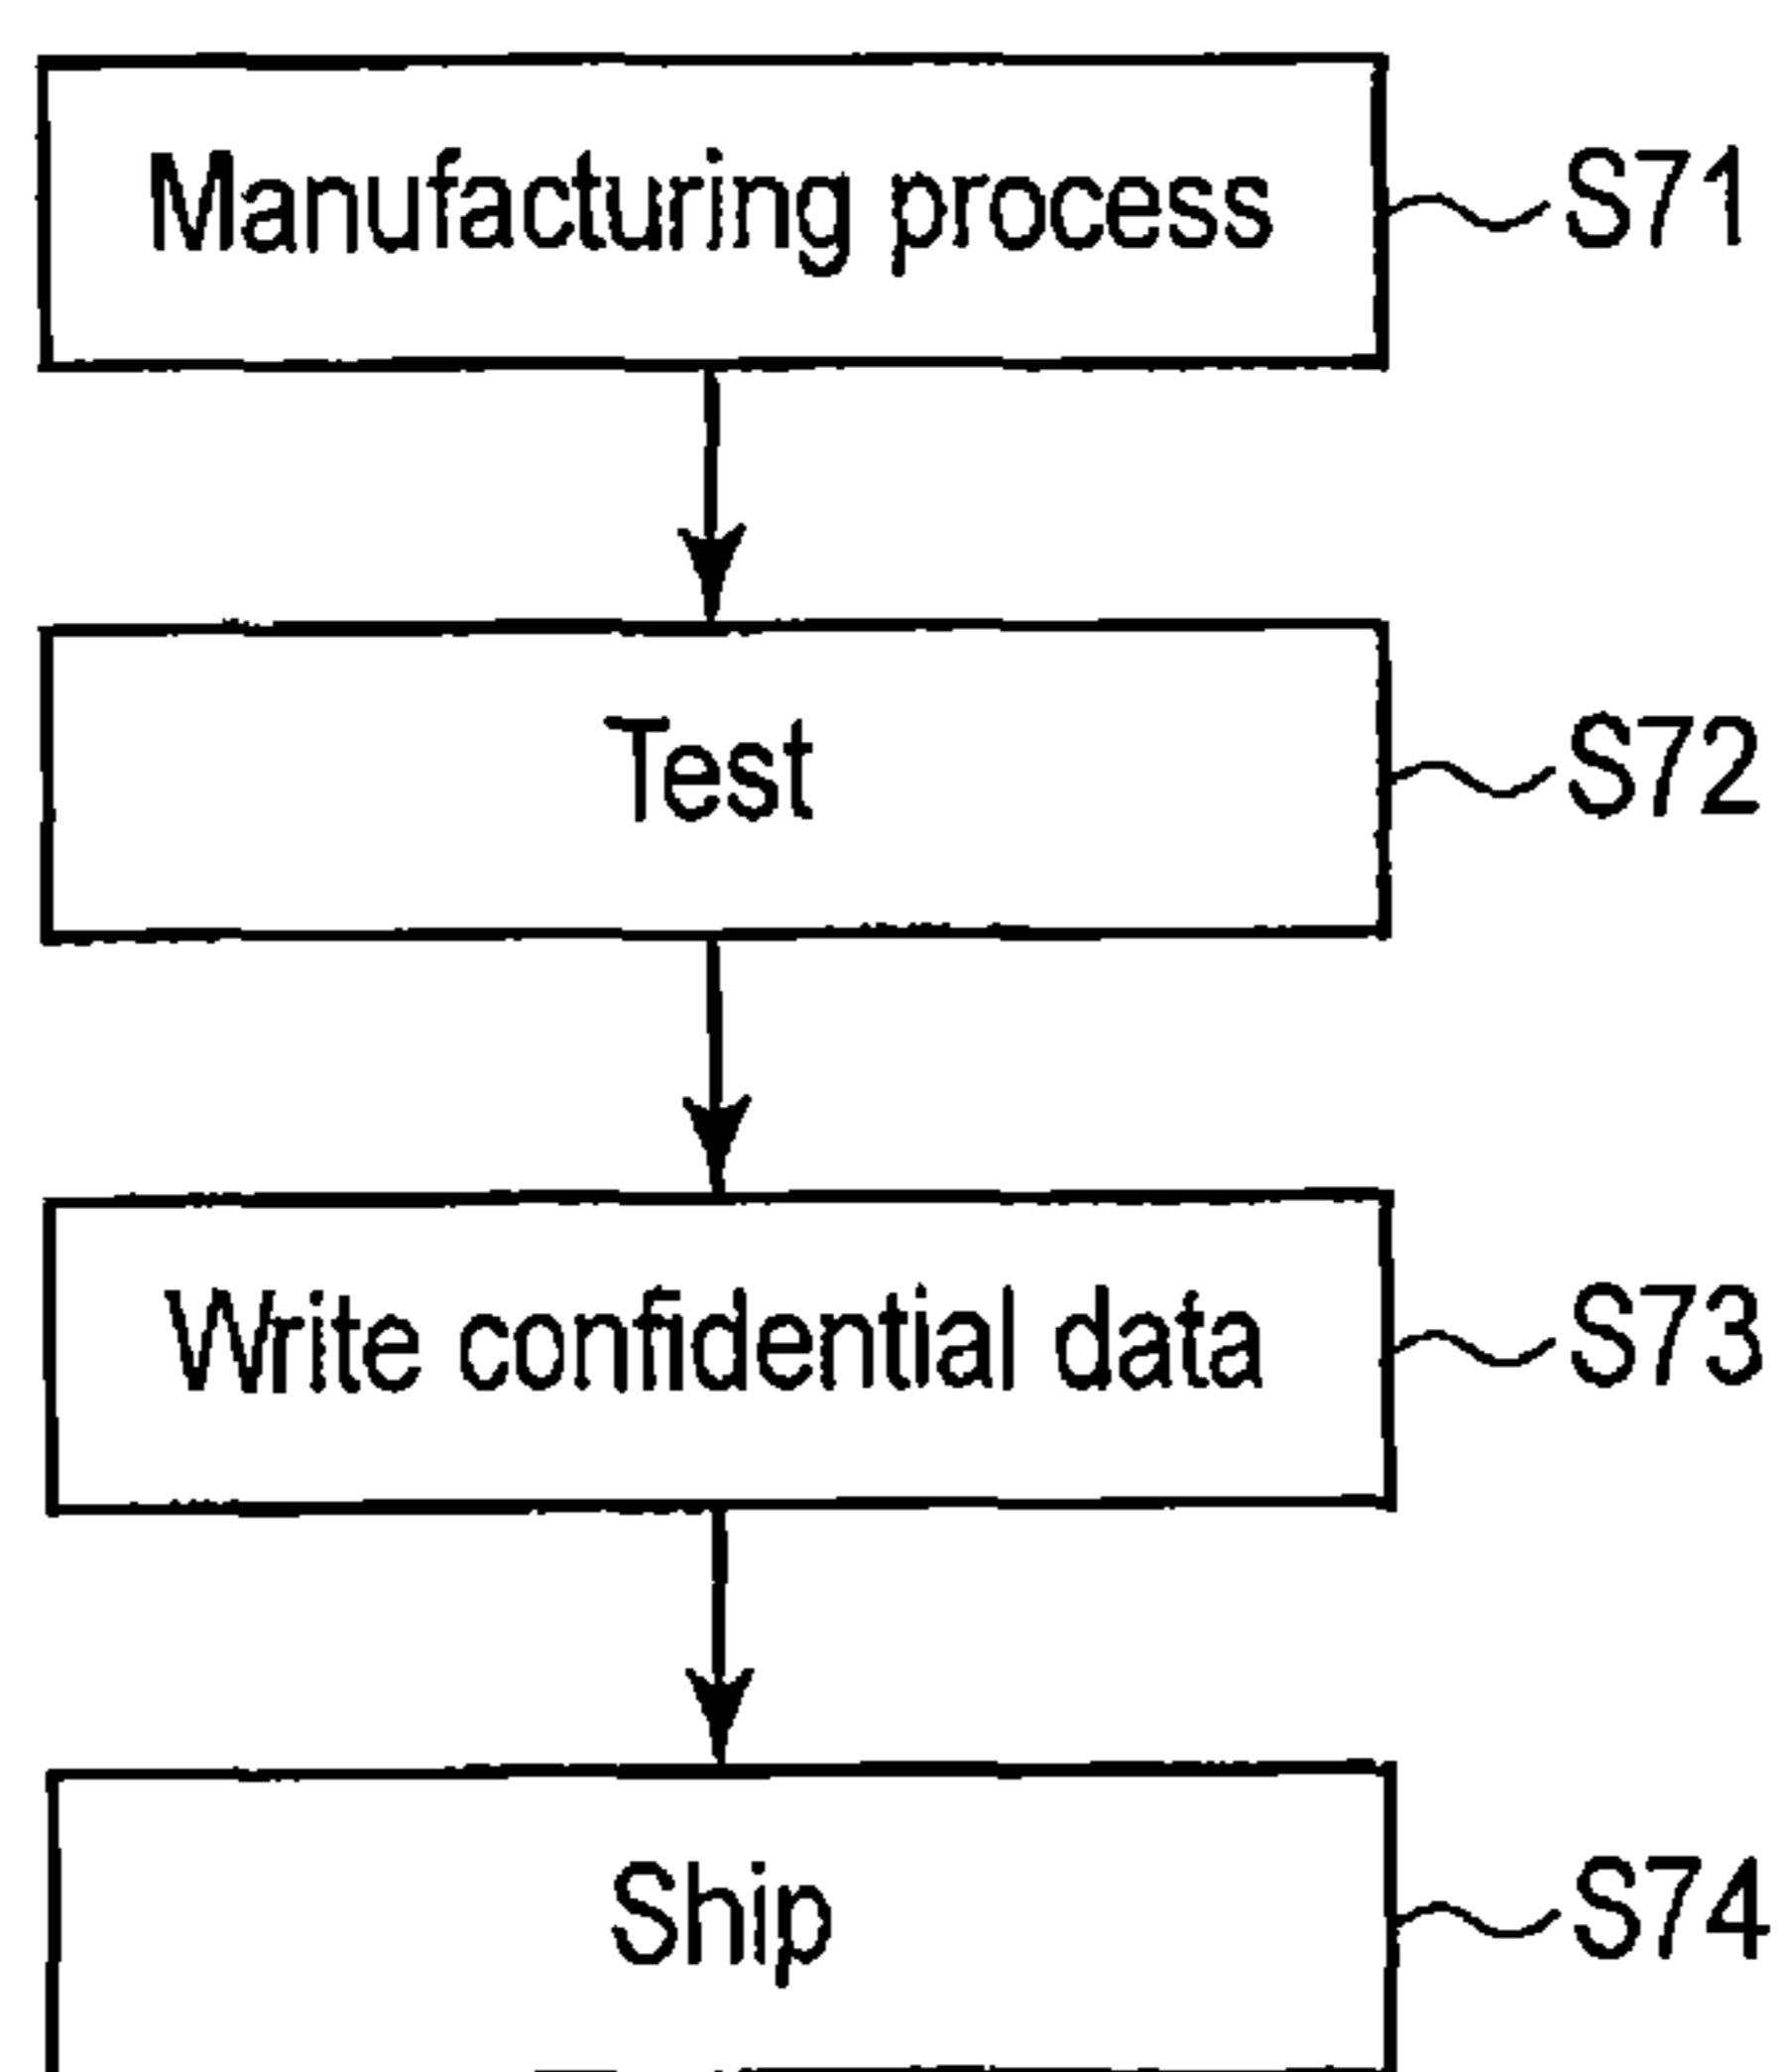 Manufacturing process S71
Test S72
Write confidential data S73
Ship S74